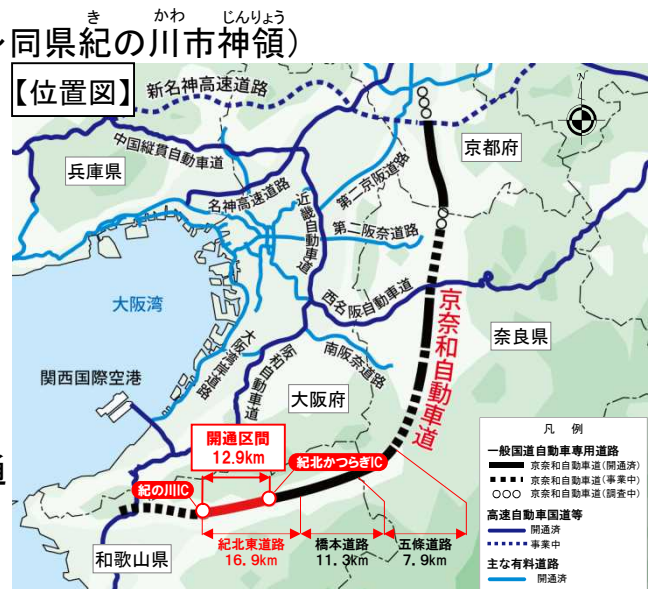 き かわ じんりょう
同県紀の川市神領）
【位置図】
新名神高速道路
N
京都府
中国縦貫自動車道
兵庫県
名神高速道路
第二京阪道路
近畿自動車道
第二阪奈道路
西名阪自動車道
京奈和自動車道
大阪湾
奈良県
大阪湾岸道路
阪和自動車道
南阪奈道路
関西国際空港
大阪府
開通区間
12.9km
紀北かつらぎIC
紀の川IC
和歌山県
紀北東道路
16.9km
橋本道路
11.3km
五條道路
7.9km
凡 例
一般国道自動車専用道路
京奈和自動車道(開通済)
京奈和自動車道(事業中)
京奈和自動車道(調査中)
高速自動車国道等
開通済
事業中
主な有料道路
開通済